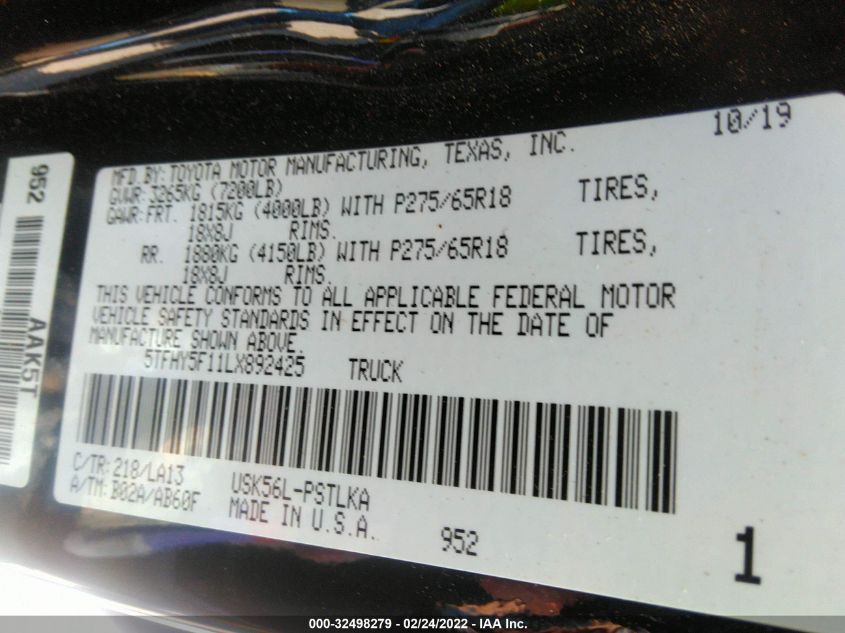 10/19
MFD.BY:TOYOTA MOTOR MANUFACTURING, TEXAS, INC.
GVWR:3265KG (7200LB)
GAWR:FRT. 1815KG (4000LB) WITH P275/65R18 TIRES,
18X8J RIMS.
RR. 1880KG (4150LB) WITH P275/65R18 TIRES,
18X8J RIMS.
THIS VEHICLE CONFORMS TO ALL APPLICABLE FEDERAL MOTOR
VEHICLE SAFETY STANDARDS IN EFFECT ON THE DATE OF
MANUFACTURE SHOWN ABOVE.
5TFHY5F11LX892425 TRUCK
C/TR:218/LA13 USK56L-PSTLKA
A/TM:B02A/AB60F MADE IN U.S.A.
952
1
952
AAK5T
000-32498279 - 02/24/2022 - IAA Inc.